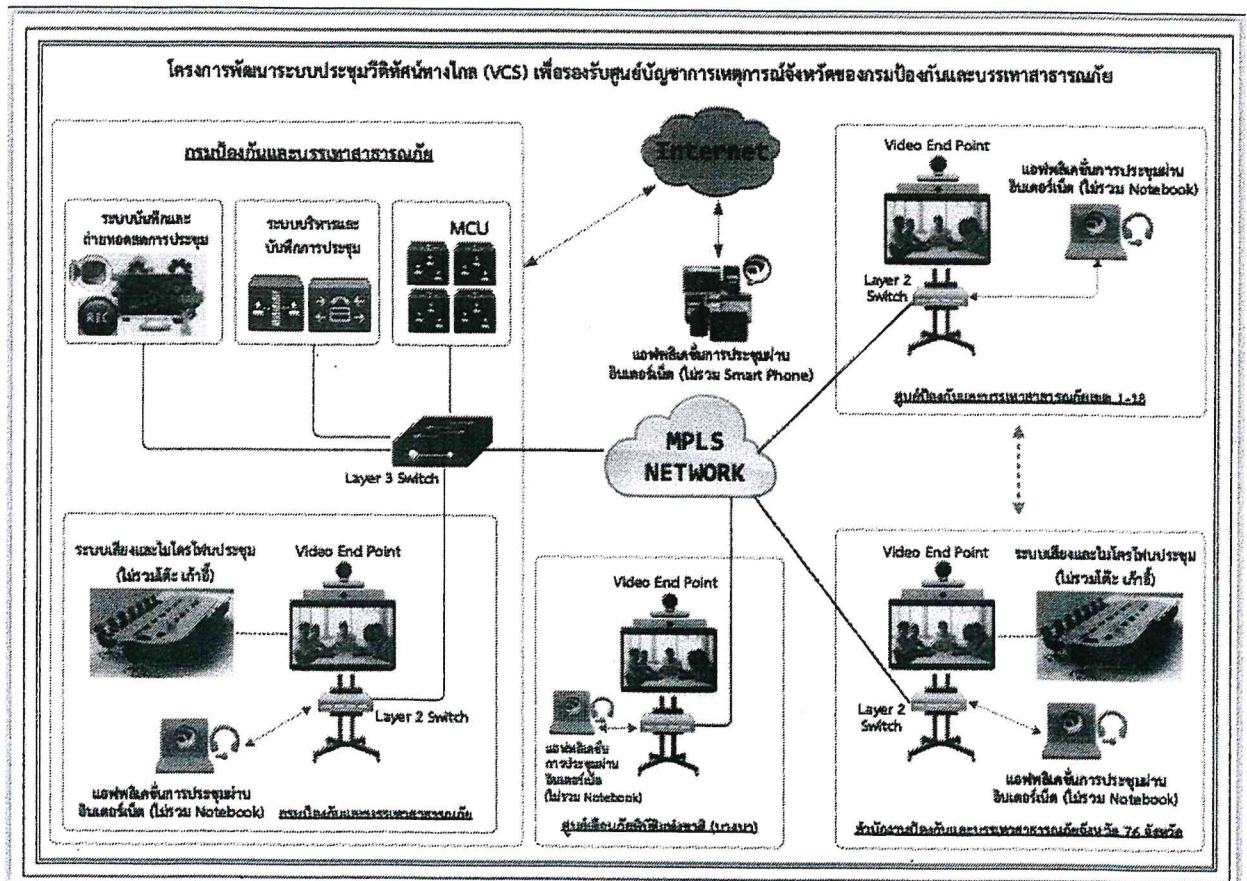 โครงการพัฒนาระบบประชุมวีดิทัศน์ทางไกล (VCS) เพื่อรองรับศูนย์บัญชาการเหตุการณ์จังหวัดของกรมป้องกันและบรรเทาสาธารณภัย
กรมป้องกันและบรรเทาสาธารณภัย
ระบบบันทึกและ
ถ่ายทอดสดการประชุม
REC
ระบบบริหารและ
บันทึกการประชุม
MCU
Layer 3 Switch
Internet
แอฟพลิเคชั่นการประชุมผ่าน
อินเตอร์เน็ต (ไม่รวม Smart Phone)
MPLS
NETWORK
Video End Point
แอฟพลิเคชั่นการประชุมผ่าน
อินเตอร์เน็ต (ไม่รวม Notebook)
Layer 2
Switch
ศูนย์ป้องกันและบรรเทาสาธารณภัยเขต 1-18
ระบบเสียงและไมโครโฟนประชุม
(ไม่รวมโต๊ะ เก้าอี้)
Video End Point
Layer 2 Switch
แอฟพลิเคชั่นการประชุมผ่าน
อินเตอร์เน็ต (ไม่รวม Notebook)
กรมป้องกันและบรรเทาสาธารณภัย
Video End Point
แอฟพลิเคชั่น
การประชุมผ่าน
อินเตอร์เน็ต
(ไม่รวม Notebook)
ศูนย์เตือนภัยพิบัติแห่งชาติ (บางนา)
Video End Point
ระบบเสียงและไมโครโฟนประชุม
(ไม่รวมโต๊ะ เก้าอี้)
Layer 2
Switch
แอฟพลิเคชั่นการประชุมผ่าน
อินเตอร์เน็ต (ไม่รวม Notebook)
สำนักงานป้องกันและบรรเทาสาธารณภัยจังหวัด 76 จังหวัด